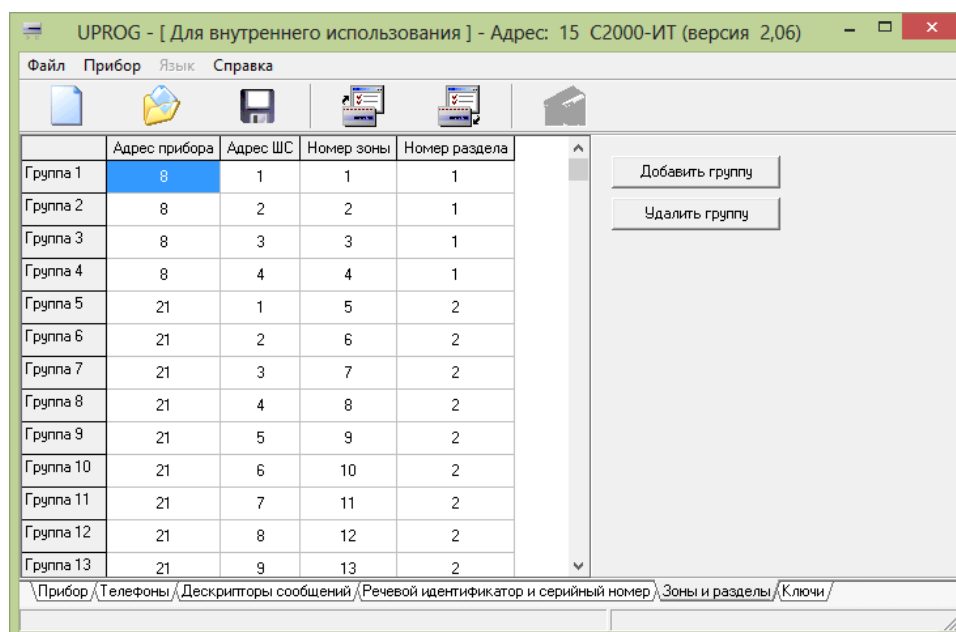 UPROG - [ Для внутреннего использования ] - Адрес: 15 С2000-ИТ (версия 2,06)
Файл Прибор Язык Справка
Адрес прибора Адрес ШС Номер зоны Номер раздела
Группа 1 8 1 1 1
Группа 2 8 2 2 1
Группа 3 8 3 3 1
Группа 4 8 4 4 1
Группа 5 21 1 5 2
Группа 6 21 2 6 2
Группа 7 21 3 7 2
Группа 8 21 4 8 2
Группа 9 21 5 9 2
Группа 10 21 6 10 2
Группа 11 21 7 11 2
Группа 12 21 8 12 2
Группа 13 21 9 13 2
Добавить группу
Удалить группу
Прибор Телефоны Дескрипторы сообщений Речевой идентификатор и серийный номер Зоны и разделы Ключи